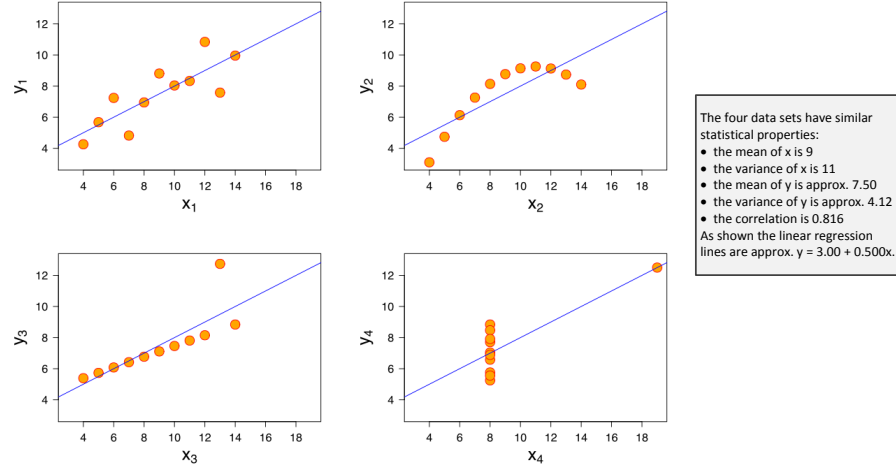 12
10
8
6
4
y1
4 6 8 10 12 14 16 18
x1
12
10
8
6
4
y2
4 6 8 10 12 14 16 18
x2
12
10
8
6
4
y3
4 6 8 10 12 14 16 18
x3
12
10
8
6
4
y4
4 6 8 10 12 14 16 18
x4
The four data sets have similar
statistical properties:
• the mean of x is 9
• the variance of x is 11
• the mean of y is approx. 7.50
• the variance of y is approx. 4.12
• the correlation is 0.816
As shown the linear regression
lines are approx. y = 3.00 + 0.500x.